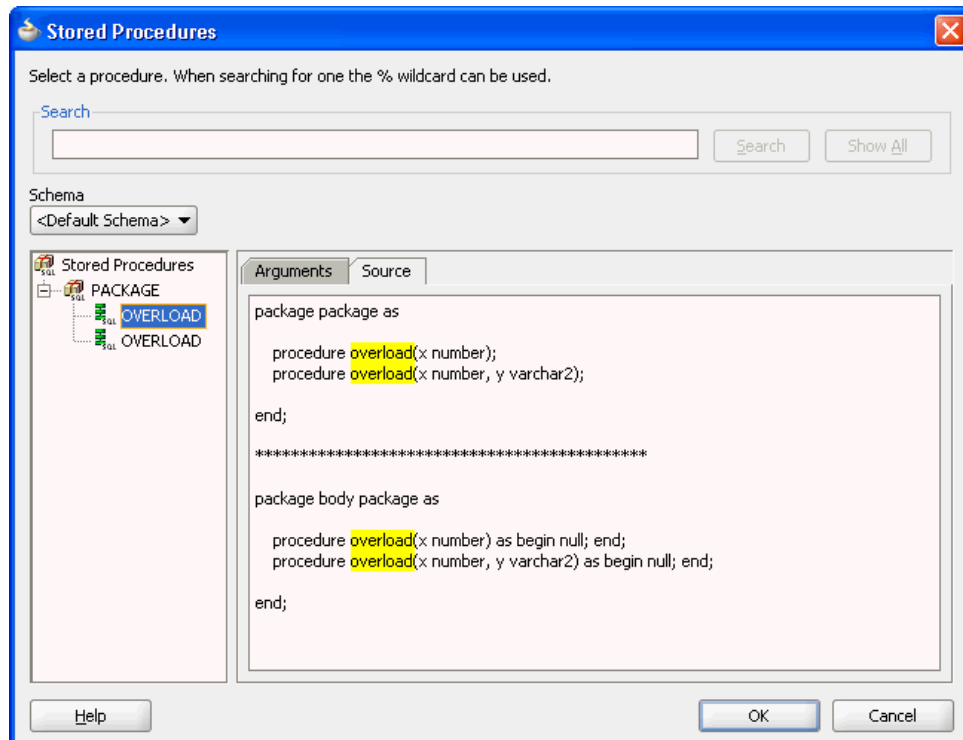 Stored Procedures
Select a procedure. When searching for one the % wildcard can be used.
Search
Search
Show All
Schema
<Default Schema>
Stored Procedures
PACKAGE
OVERLOAD
OVERLOAD
Arguments
Source
package package as
procedure overload(x number);
procedure overload(x number, y varchar2);
end;
********************************************
package body package as
procedure overload(x number) as begin null; end;
procedure overload(x number, y varchar2) as begin null; end;
end;
Help
OK
Cancel